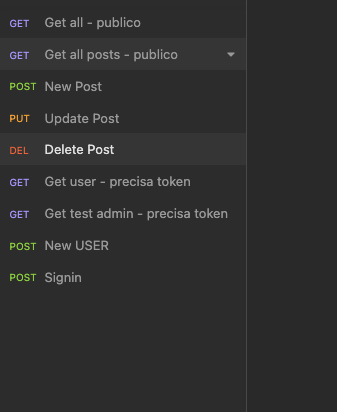 GET Get all - publico
GET Get all posts - publico
POST New Post
PUT Update Post
DEL Delete Post
GET Get user - precisa token
GET Get test admin - precisa token
POST New USER
POST Signin